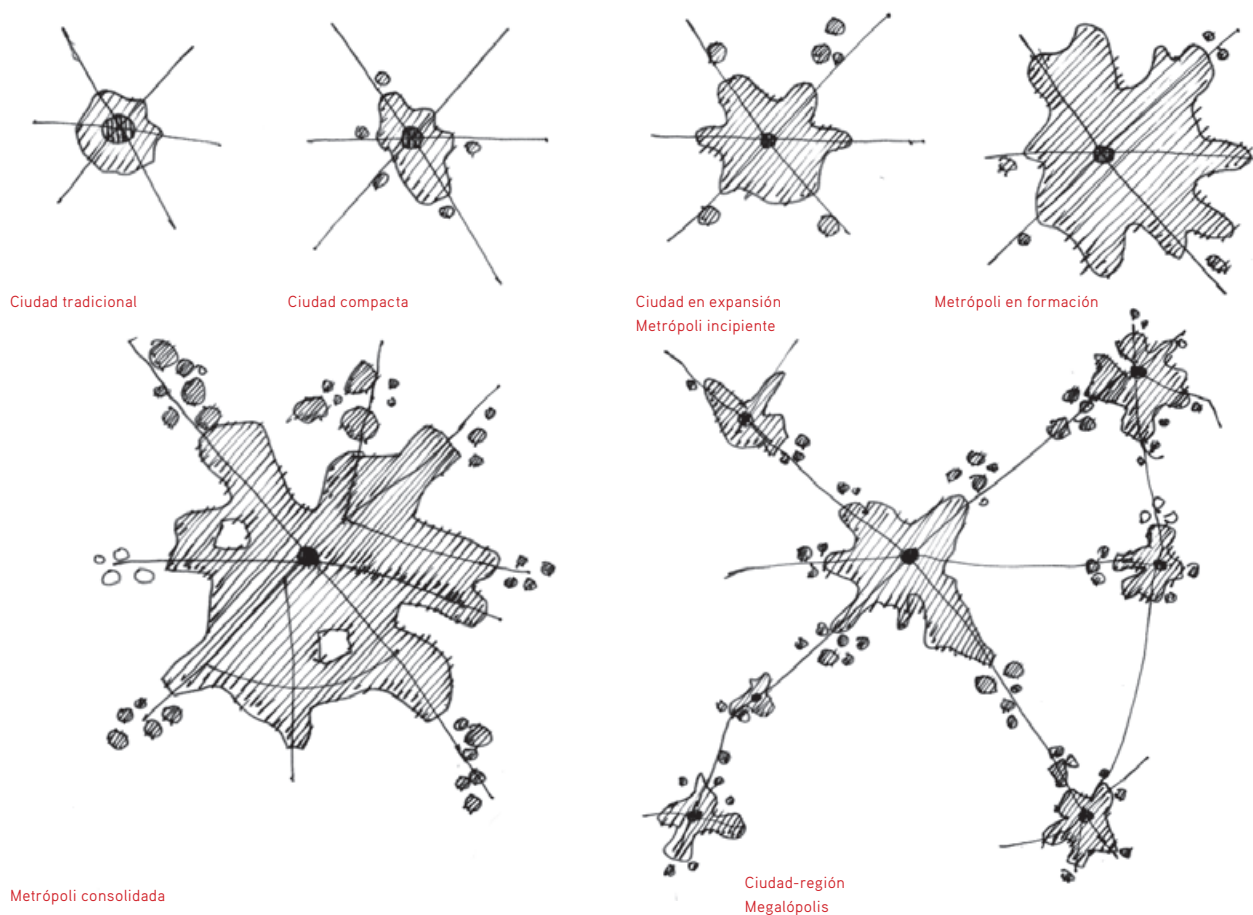 Ciudad tradicional
Ciudad compacta
Ciudad en expansión
Metrópoli incipiente
Metrópoli en formación
Metrópoli consolidada
Ciudad-región
Megalópolis